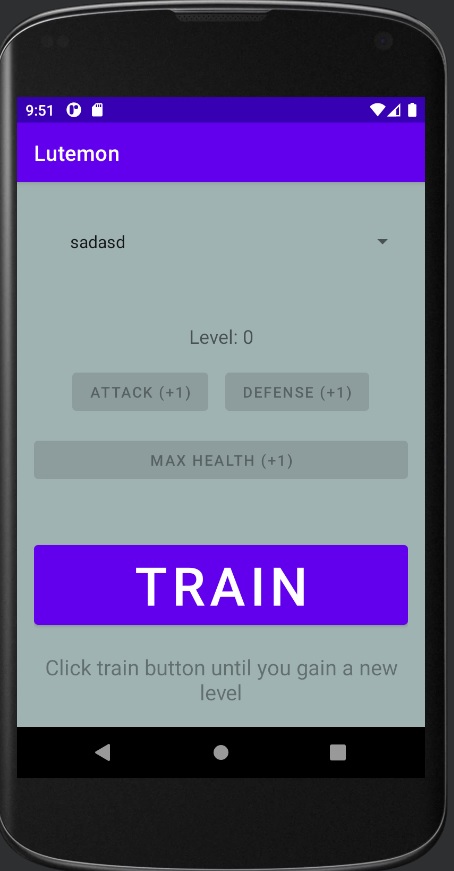 9:51
Lutemon
sadasd
Level: 0
ATTACK (+1) DEFENSE (+1)
MAX HEALTH (+1)
TRAIN
Click train button until you gain a new
level